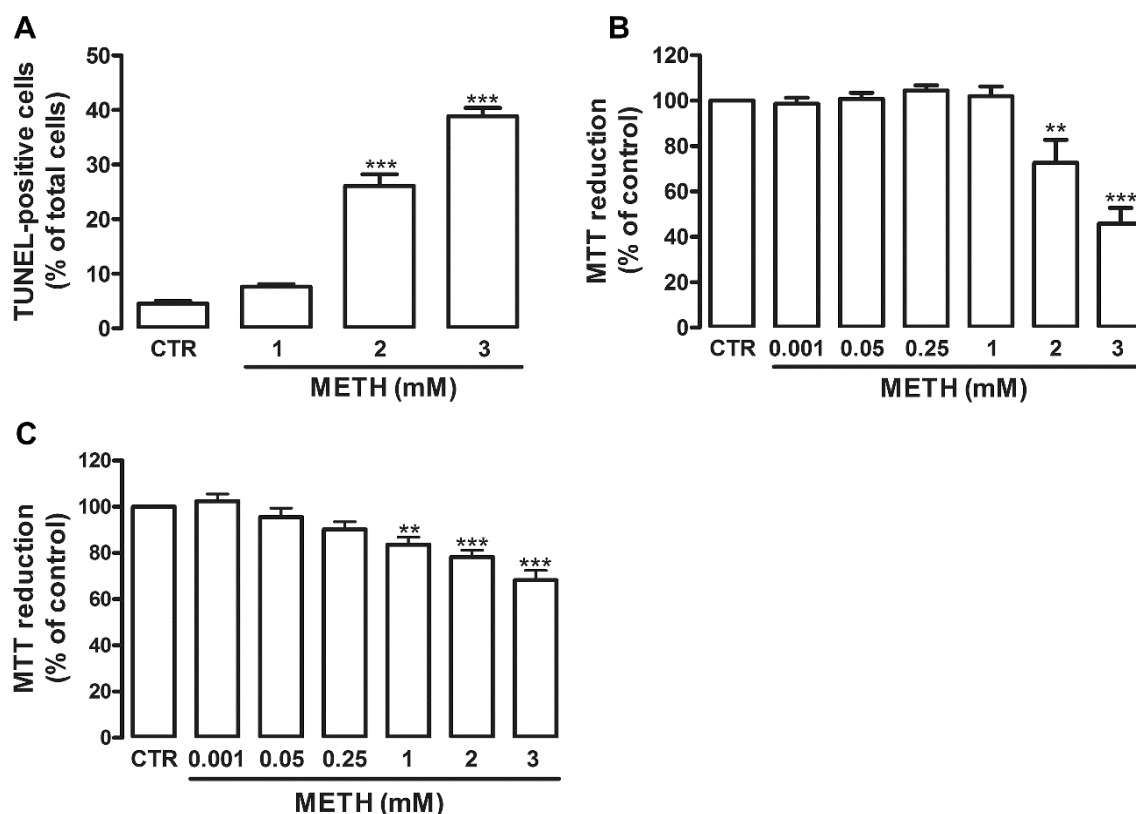 A
TUNEL-positive cells
(% of total cells)
50
40
30
20
10
0
***
***
CTR 1 2 3
METH (mM)
B
MTT reduction
(% of control)
120
100
80
60
40
20
0
**
***
CTR 0.001 0.05 0.25 1 2 3
METH (mM)
C
MTT reduction
(% of control)
120
100
80
60
40
20
0
**
***
***
CTR 0.001 0.05 0.25 1 2 3
METH (mM)